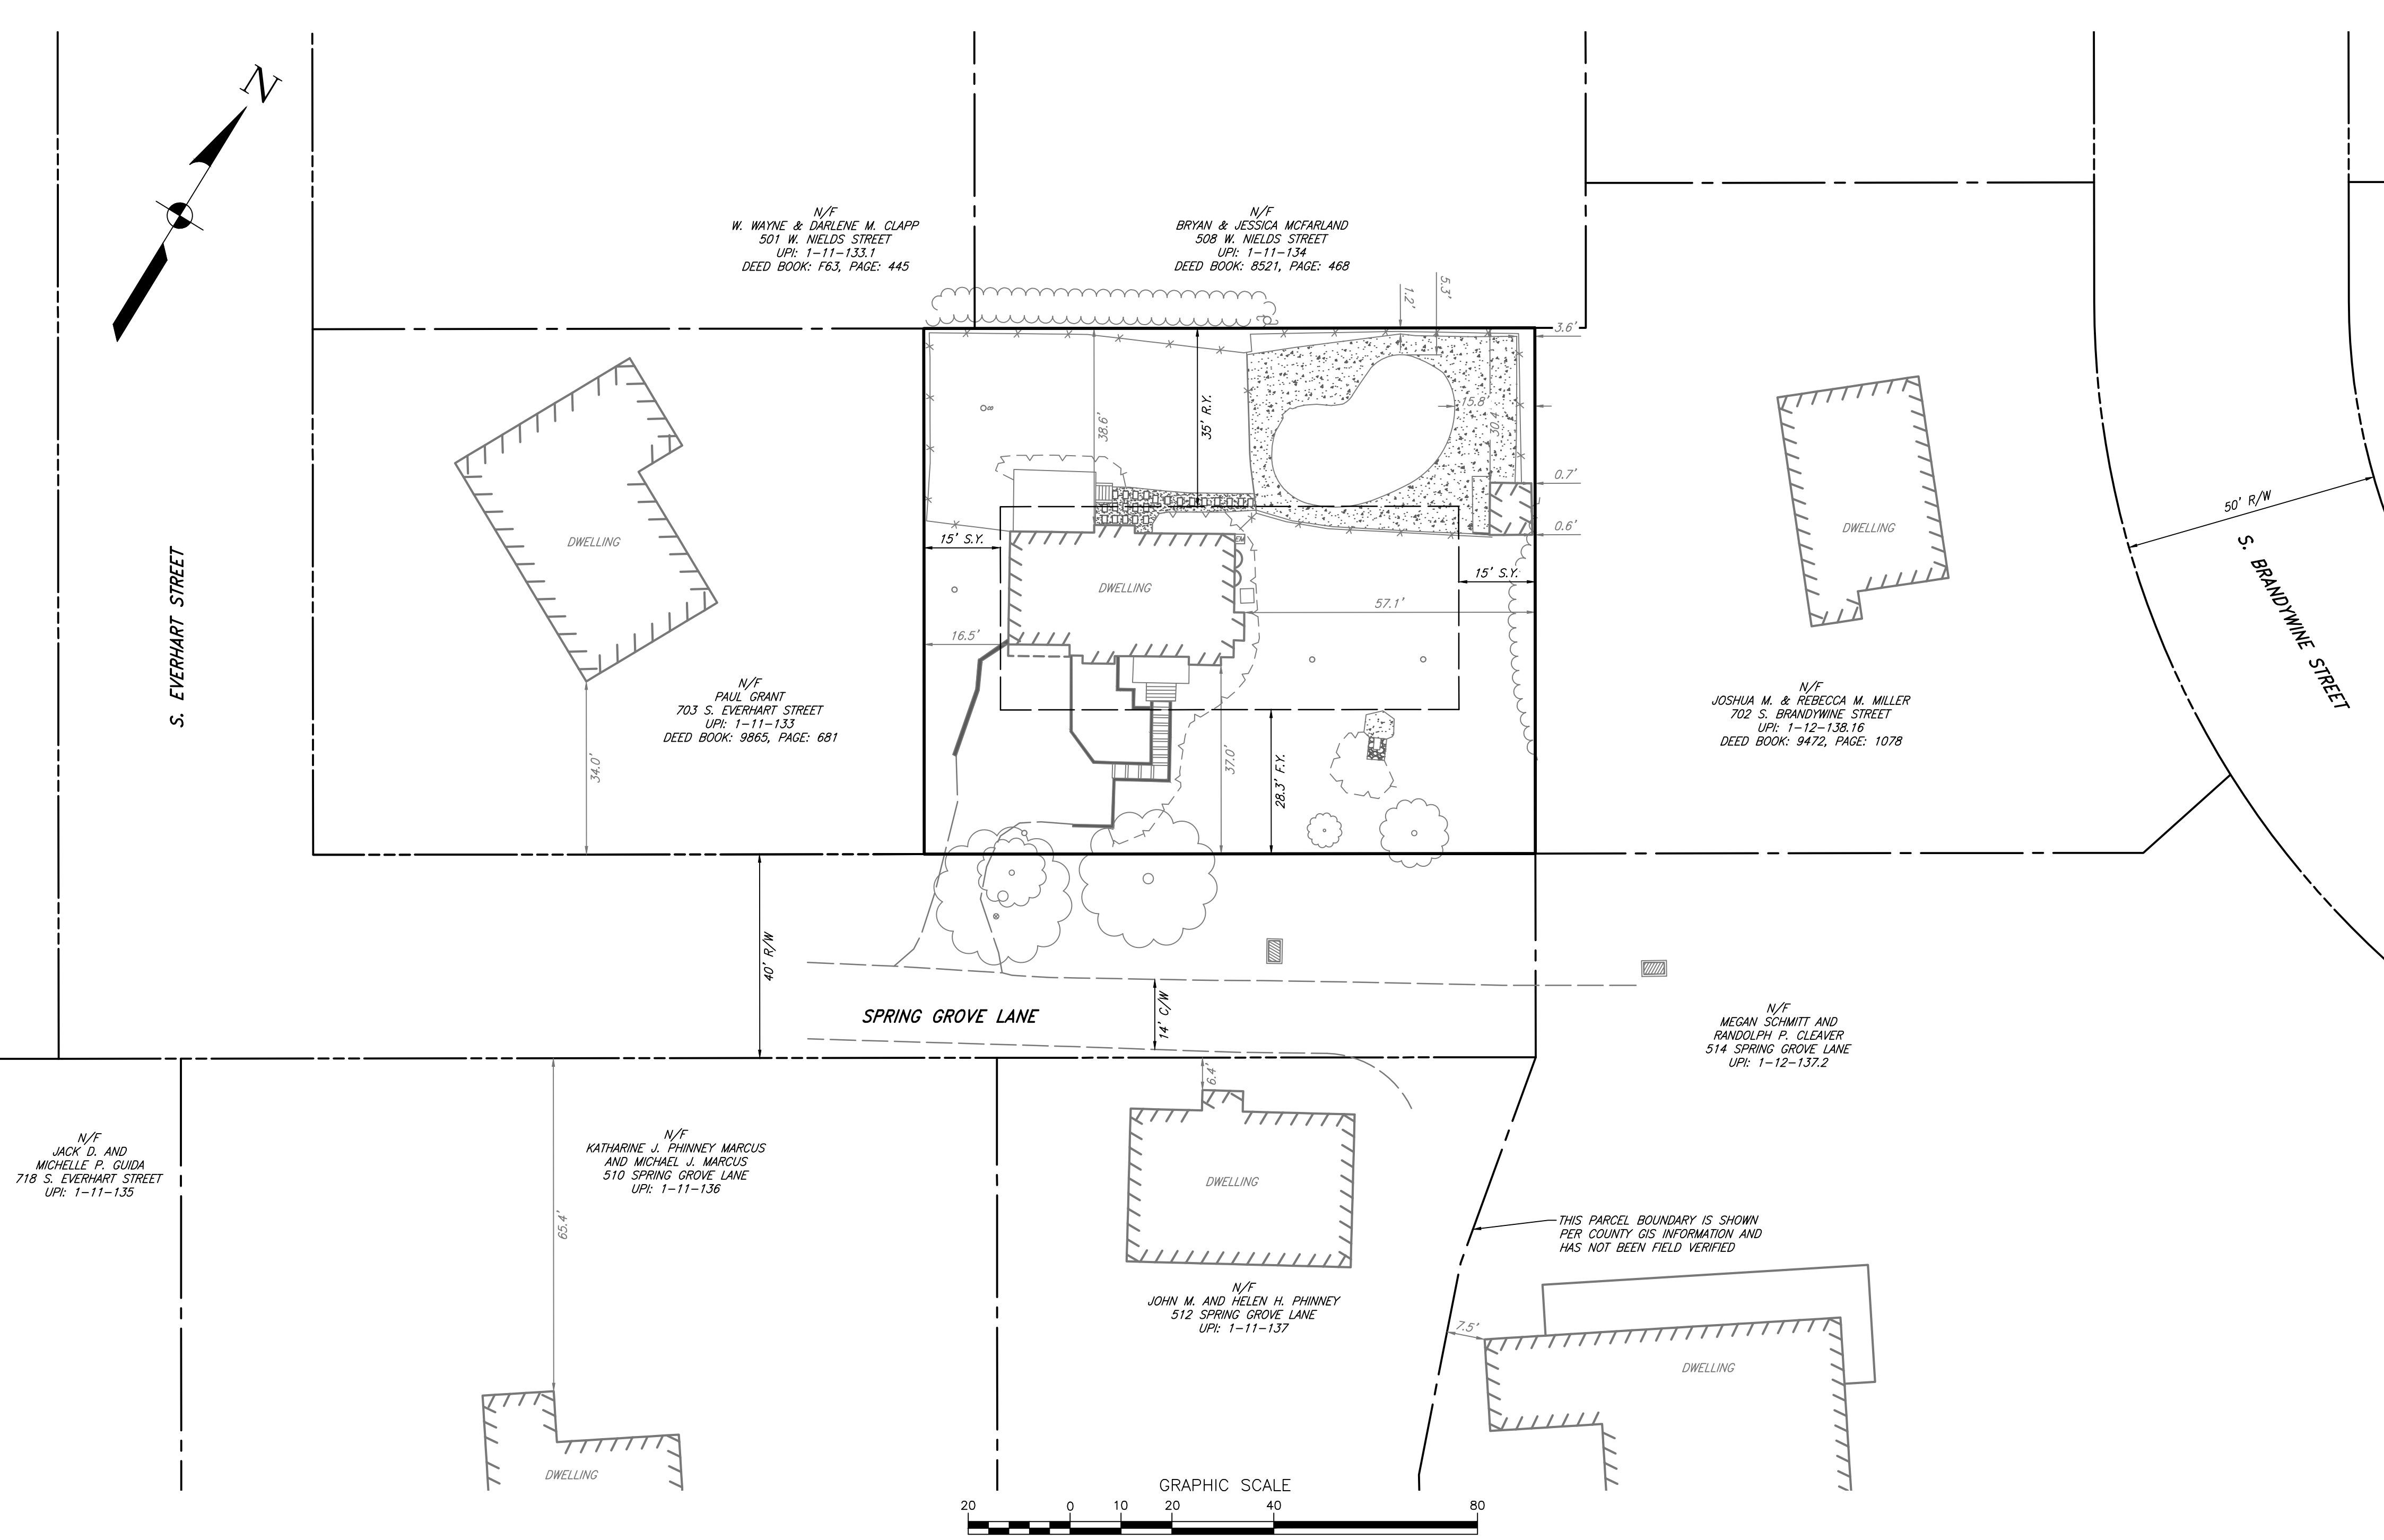 N
N/F
W. WAYNE & DARLENE M. CLAPP
501 W. NIELDS STREET
UPI: 1-11-133.1
DEED BOOK: F63, PAGE: 445
N/F
BRYAN & JESSICA MCFARLAND
508 W. NIELDS STREET
UPI: 1-11-134
DEED BOOK: 8521, PAGE: 468
1.2'
5.3'
3.6'
38.6'
35' R.Y.
15.8'
30.4'
0.7'
0.6'
50' R/W
S. BRANDYWINE STREET
S. EVERHART STREET
DWELLING
15' S.Y.
DWELLING
EM
15' S.Y.
57.1'
16.5'
DWELLING
N/F
PAUL GRANT
703 S. EVERHART STREET
UPI: 1-11-133
DEED BOOK: 9865, PAGE: 681
34.0'
37.0'
28.3' F.Y.
N/F
JOSHUA M. & REBECCA M. MILLER
702 S. BRANDYWINE STREET
UPI: 1-12-138.16
DEED BOOK: 9472, PAGE: 1078
40' R/W
SPRING GROVE LANE
14' C/W
6.4'
N/F
MEGAN SCHMITT AND
RANDOLPH P. CLEAVER
514 SPRING GROVE LANE
UPI: 1-12-137.2
N/F
JACK D. AND
MICHELLE P. GUIDA
718 S. EVERHART STREET
UPI: 1-11-135
N/F
KATHARINE J. PHINNEY MARCUS
AND MICHAEL J. MARCUS
510 SPRING GROVE LANE
UPI: 1-11-136
65.4'
DWELLING
DWELLING
N/F
JOHN M. AND HELEN H. PHINNEY
512 SPRING GROVE LANE
UPI: 1-11-137
THIS PARCEL BOUNDARY IS SHOWN
PER COUNTY GIS INFORMATION AND
HAS NOT BEEN FIELD VERIFIED
7.5'
DWELLING
GRAPHIC SCALE
20 0 10 20 40 80